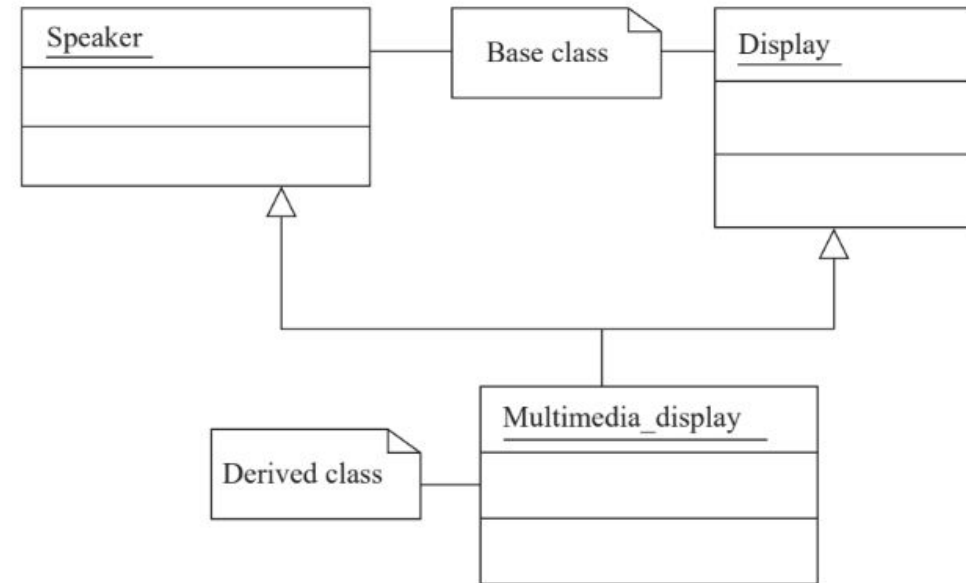 Speaker
Base class
Display
Multimedia_display
Derived class